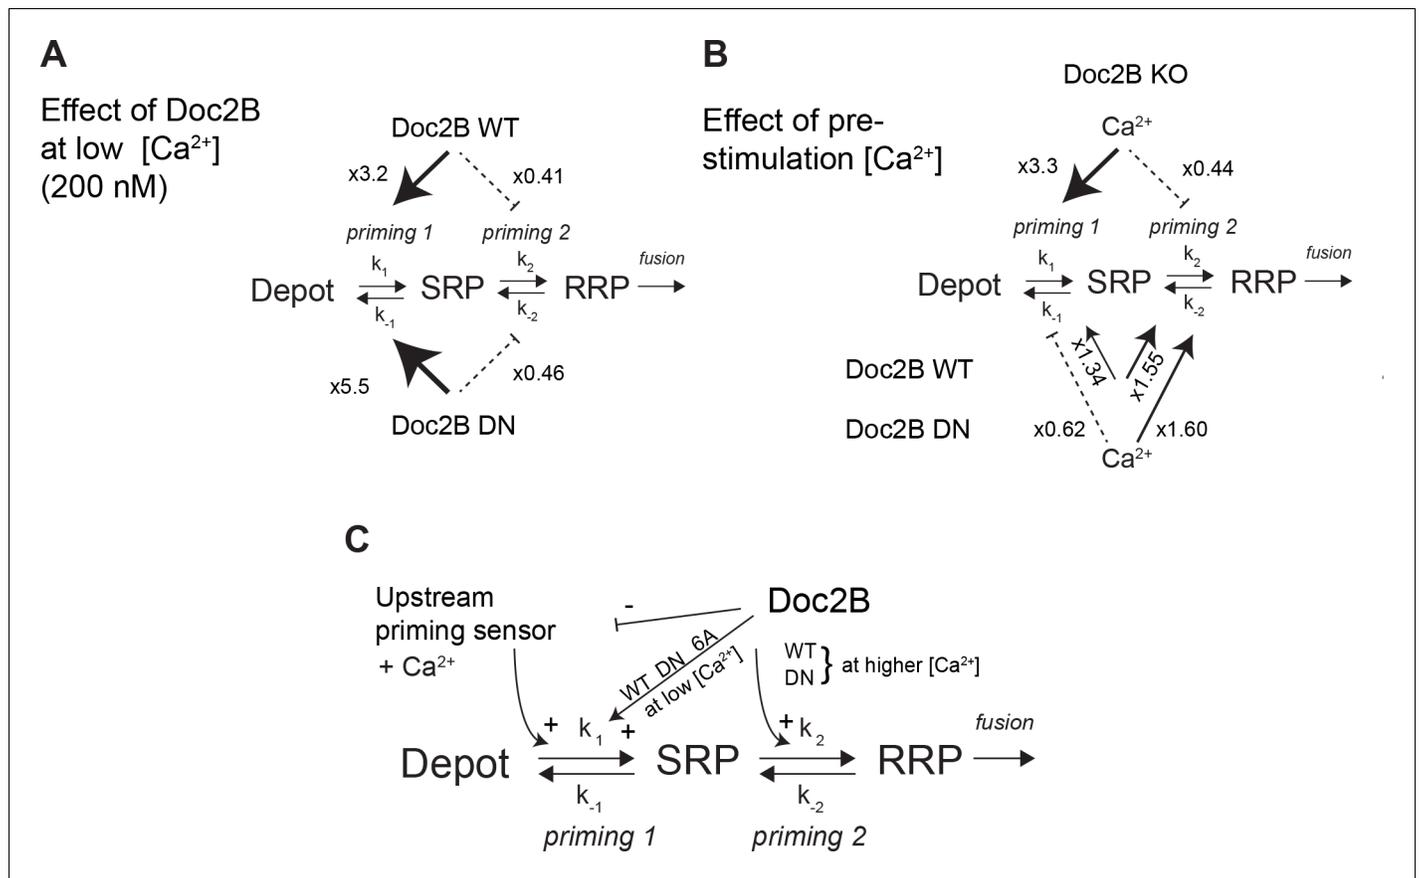 A
Effect of Doc2B
at low [Ca²⁺]
(200 nM)
Doc2B WT
x3.2
x0.41
priming 1
priming 2
k₁
k₂
fusion
Depot
SRP
RRP
k₋₁
k₋₂
x5.5
x0.46
Doc2B DN
B
Effect of pre-
stimulation [Ca²⁺]
Doc2B KO
Ca²⁺
x3.3
x0.44
priming 1
priming 2
k₁
k₂
fusion
Depot
SRP
RRP
k₋₁
k₋₂
Doc2B WT
x1.34
x1.55
Doc2B DN
x0.62
x1.60
Ca²⁺
C
Upstream
priming sensor
+ Ca²⁺
-
Doc2B
WT DN 6A
at low [Ca²⁺]
WT
DN
} at higher [Ca²⁺]
+
k₁
+
+
k₂
fusion
Depot
SRP
RRP
k₋₁
k₋₂
priming 1
priming 2